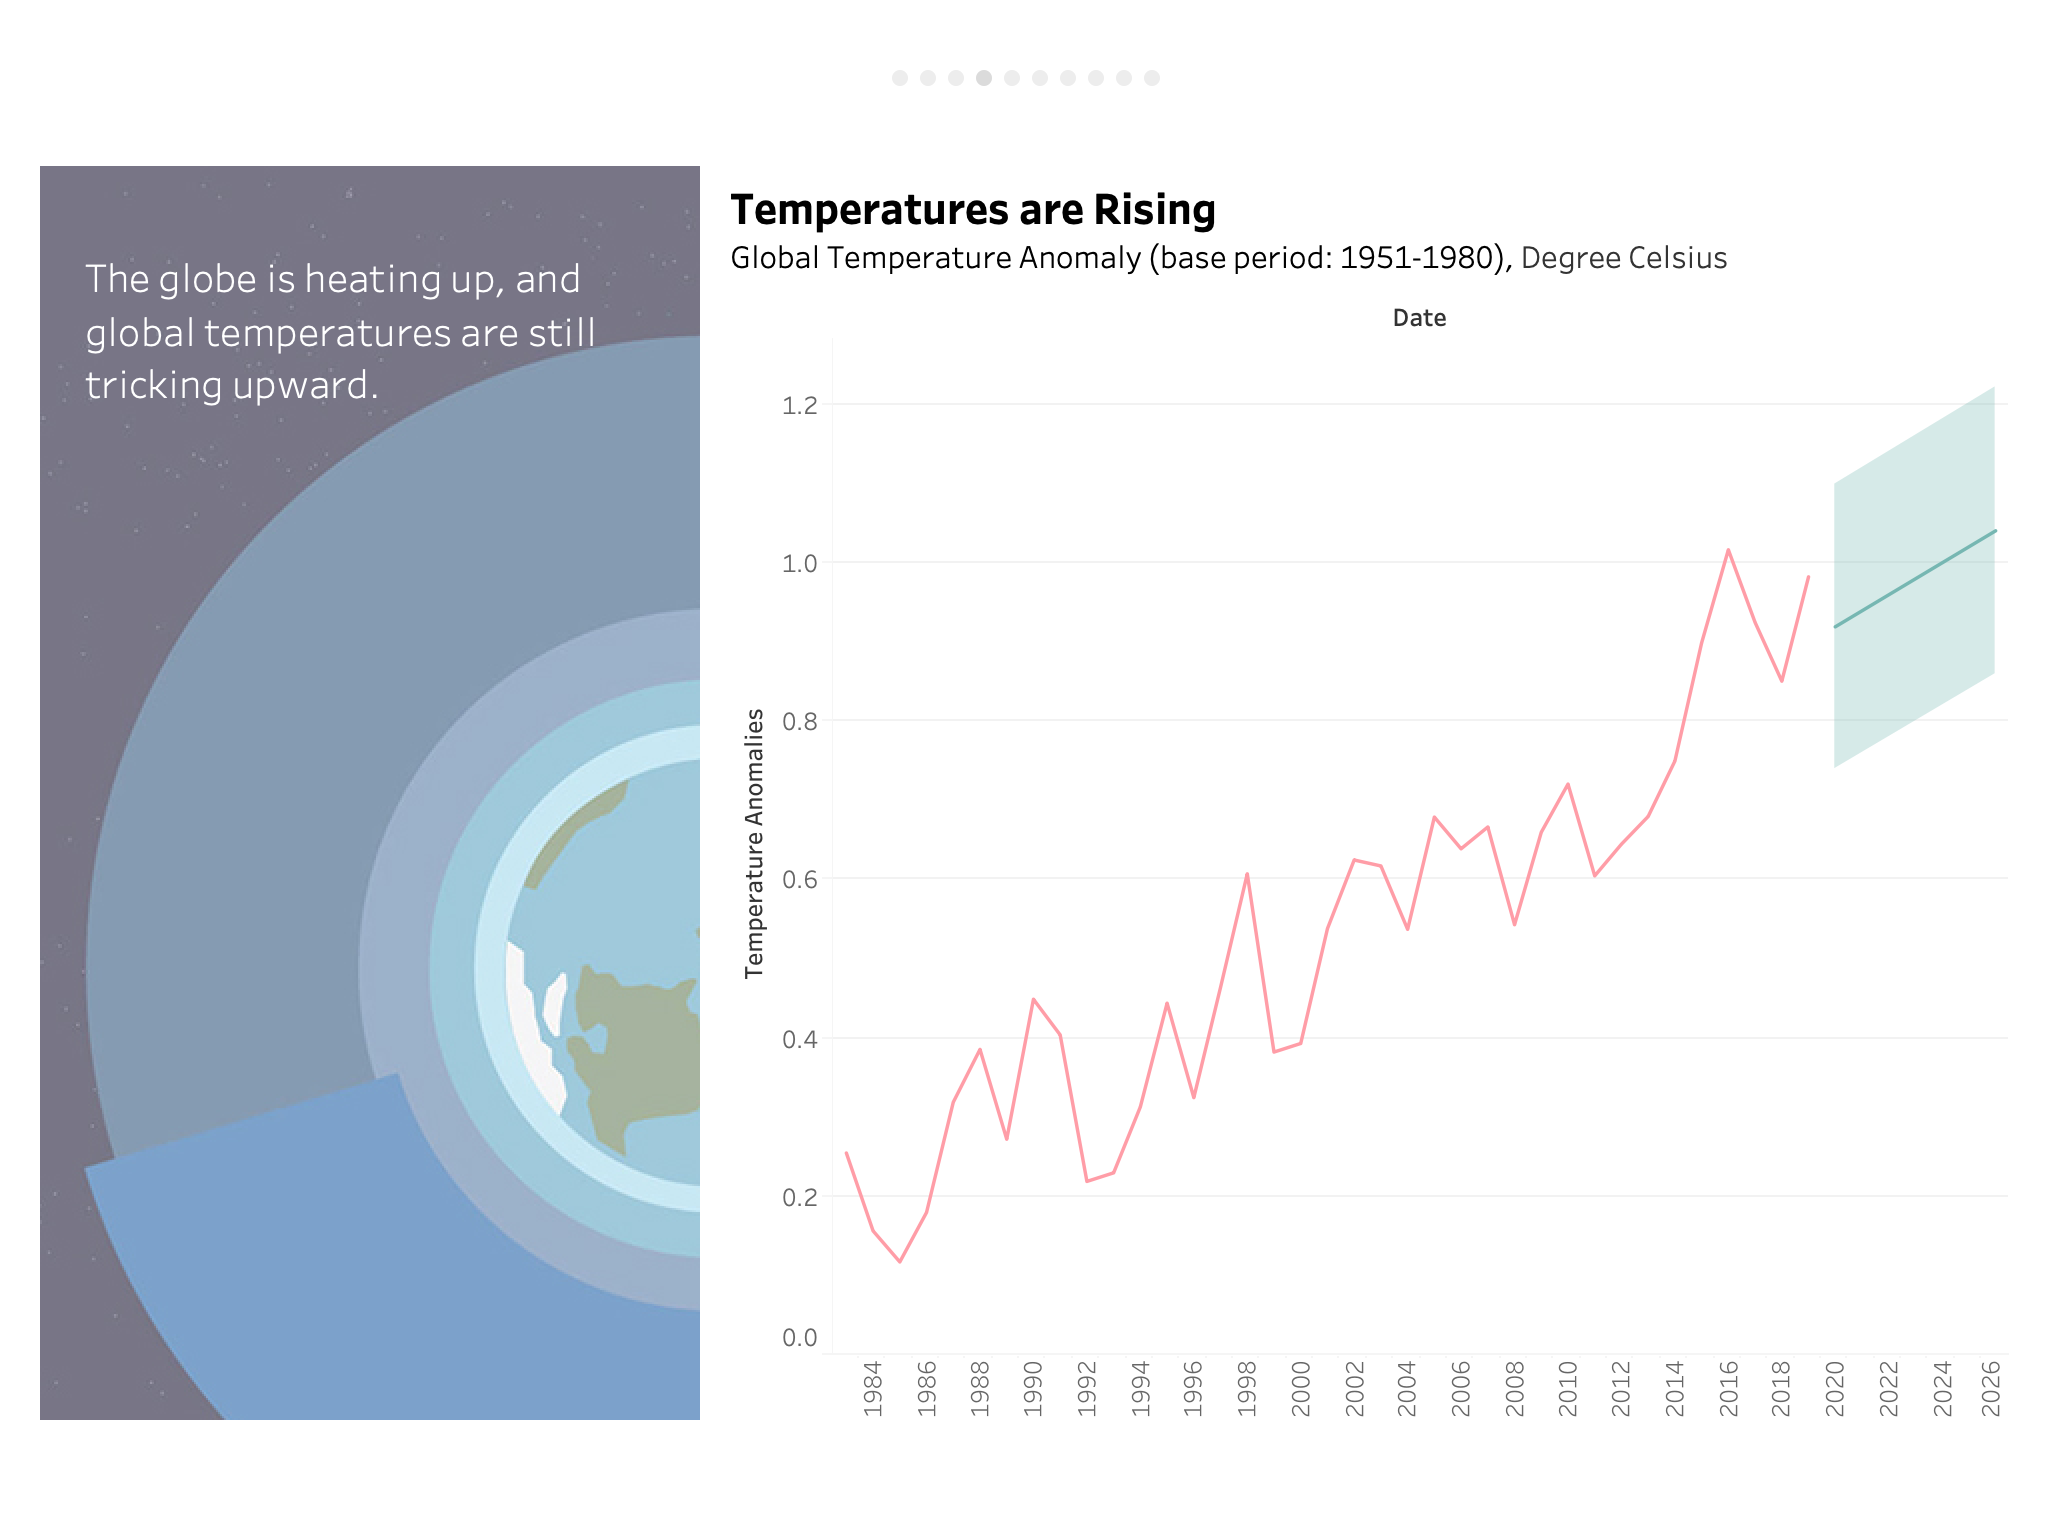 The globe is heating up, and
global temperatures are still
tricking upward.
Temperatures are Rising
Global Temperature Anomaly (base period: 1951-1980), Degree Celsius
Date
Temperature Anomalies
1.2
1.0
0.8
0.6
0.4
0.2
0.0
1984 1986 1988 1990 1992 1994 1996 1998 2000 2002 2004 2006 2008 2010 2012 2014 2016 2018 2020 2022 2024 2026